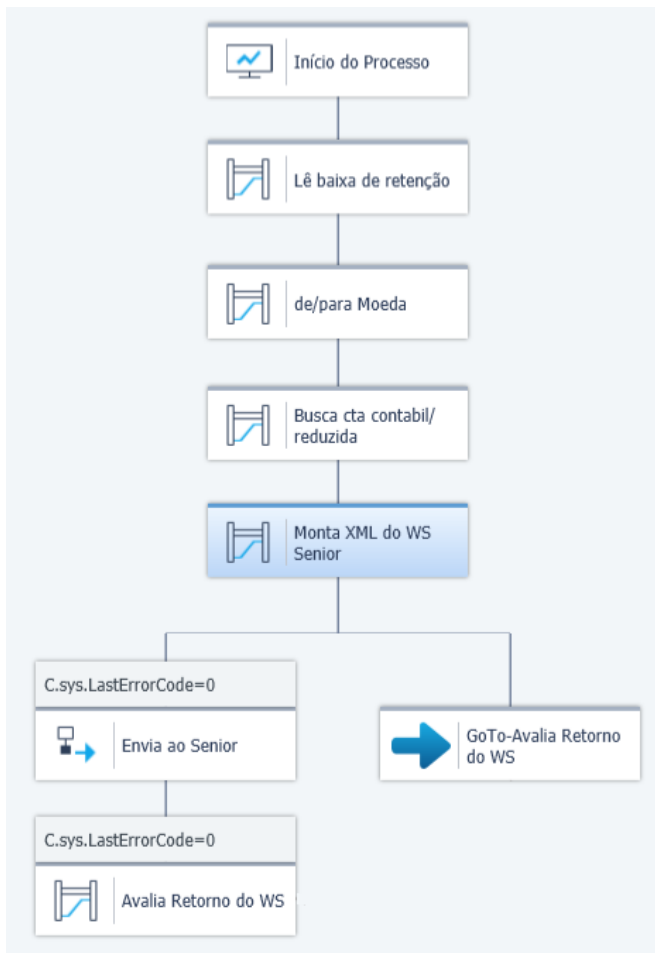 Início do Processo
Lê baixa de retenção
de/para Moeda
Busca cta contabil/
reduzida
Monta XML do WS
Senior
C.sys.LastErrorCode=0
Envia ao Senior
GoTo-Avalia Retorno
do WS
C.sys.LastErrorCode=0
Avalia Retorno do WS